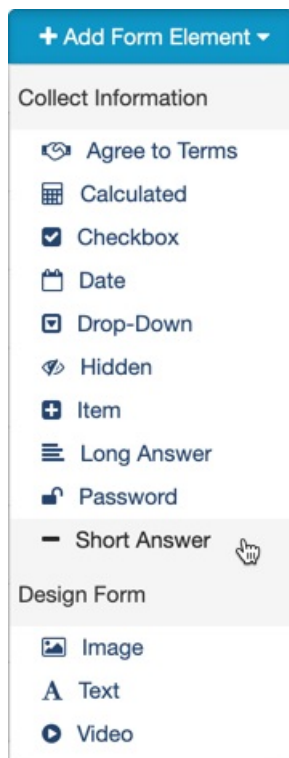 + Add Form Element
Collect Information
Agree to Terms
Calculated
Checkbox
Date
Drop-Down
Hidden
Item
Long Answer
Password
Short Answer
Design Form
Image
A Text
Video